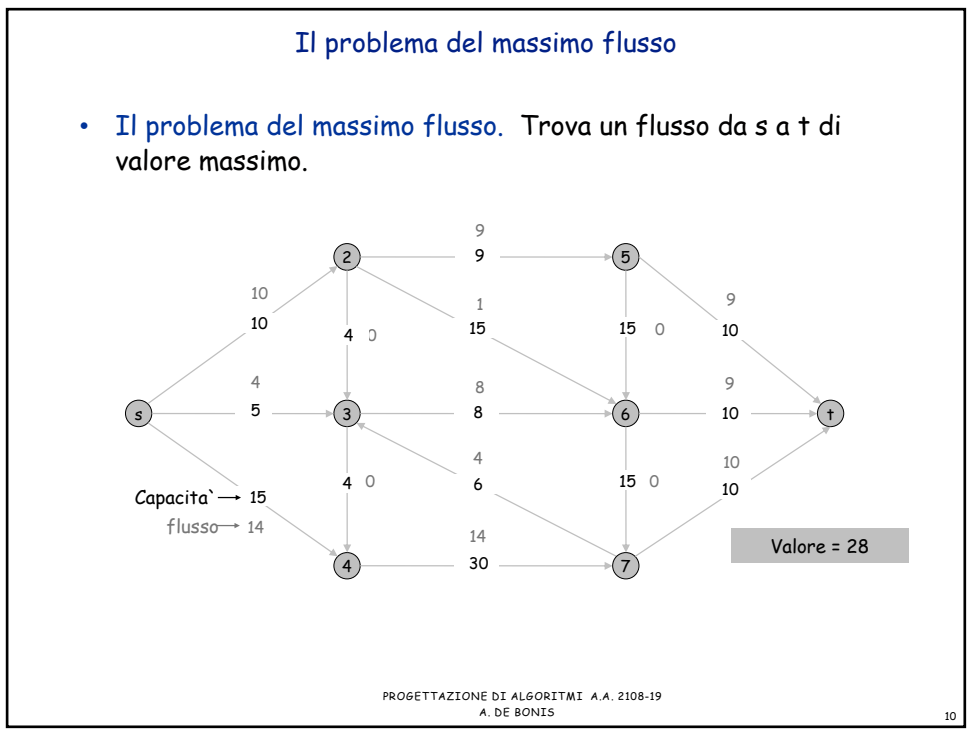 Il problema del massimo flusso
• Il problema del massimo flusso. Trova un flusso da s a t di
valore massimo.
9
2 9 5
10 1 9
10 4 0 15 15 0 10
4 8 9
s 5 3 8 6 10 t
4 10
Capacita` → 15 4 0 6 15 0 10
flusso → 14 14
Valore = 28
4 30 7
PROGETTAZIONE DI ALGORITMI A.A. 2108-19
A. DE BONIS
10